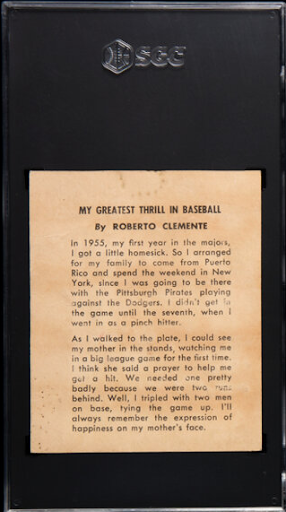 SGC
MY GREATEST THRILL IN BASEBALL
By ROBERTO CLEMENTE
In 1955, my first year in the majors,
I got a little homesick. So I arranged
for my family to come from Puerto
Rico and spend the weekend in New
York, since I was going to be there
with the Pittsburgh Pirates playing
against the Dodgers. I didn't get in
the game until the seventh, when I
went in as a pinch hitter.
As I walked to the plate, I could see
my mother in the stands, watching me
in a big league game for the first time.
I think she said a prayer to help me
get a hit. We needed one pretty
badly because we were two runs
behind. Well, I tripled with two men
on base, tying the game up. I'll
always remember the expression of
happiness on my mother's face.